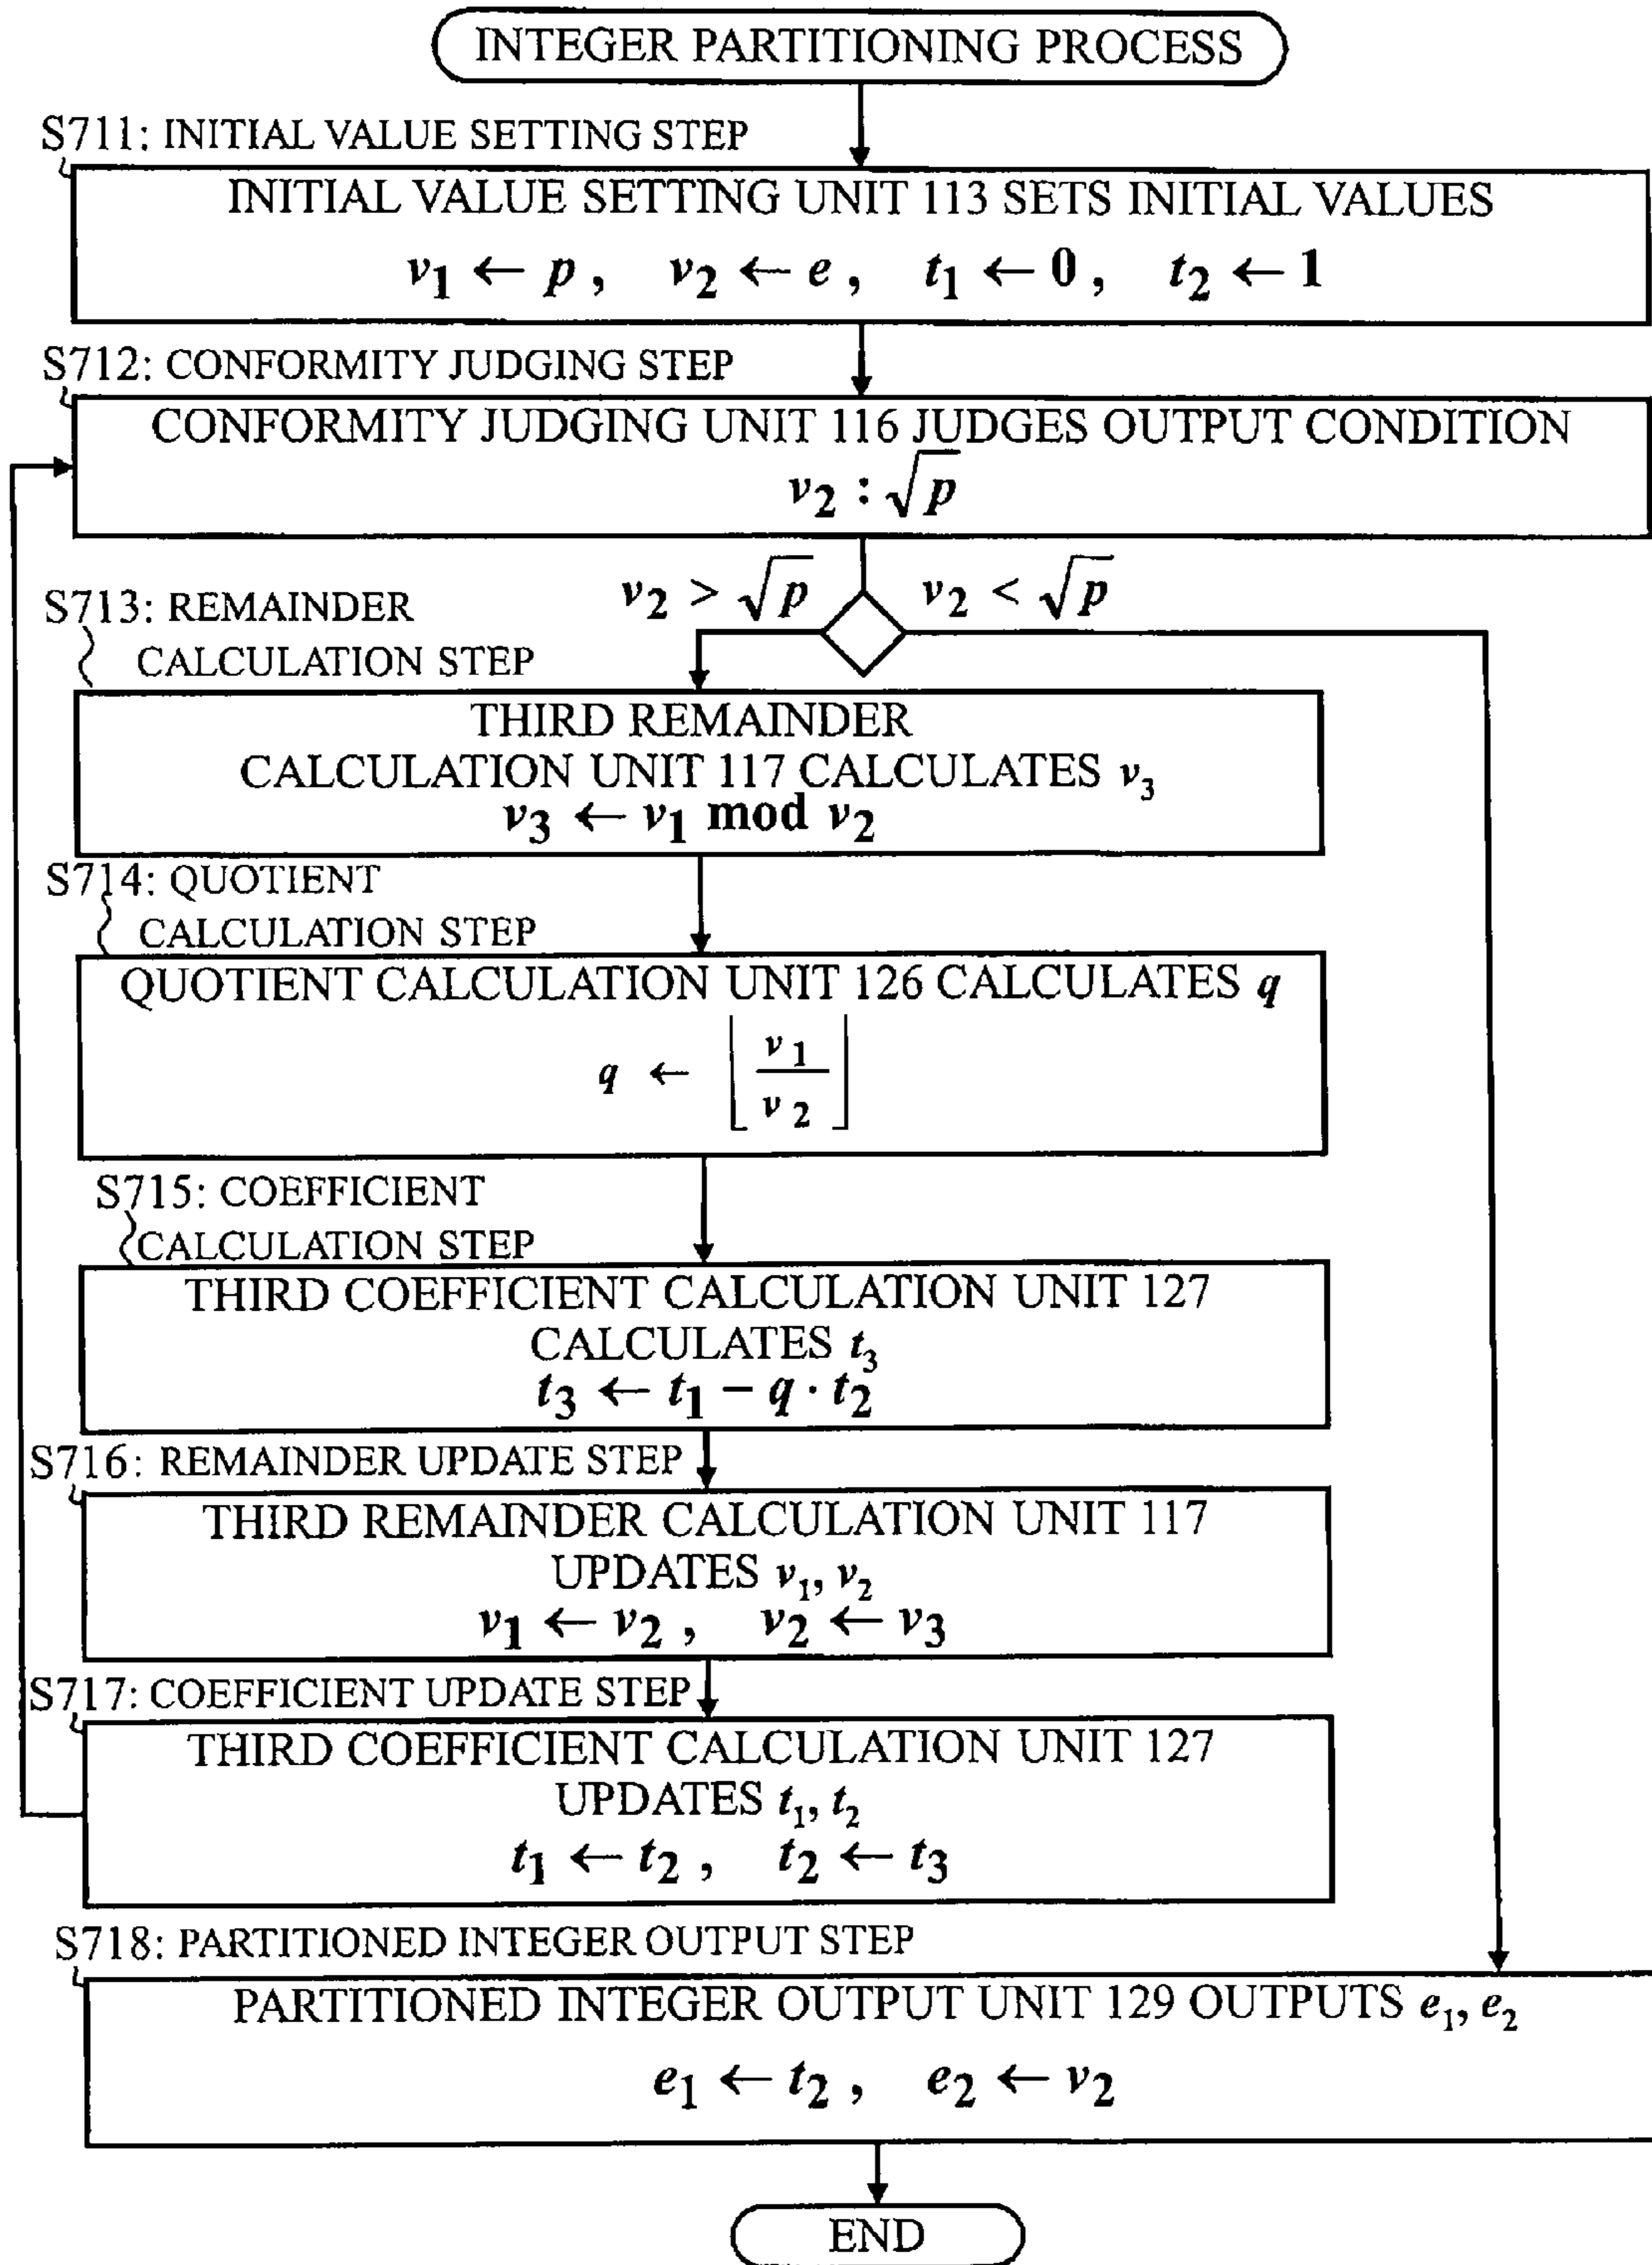 INTEGER PARTITIONING PROCESS
S711: INITIAL VALUE SETTING STEP
INITIAL VALUE SETTING UNIT 113 SETS INITIAL VALUES
v₁ ← p , v₂ ← e , t₁ ← 0 , t₂ ← 1
S712: CONFORMITY JUDGING STEP
CONFORMITY JUDGING UNIT 116 JUDGES OUTPUT CONDITION
v₂ : √p
v₂ > √p v₂ < √p
S713: REMAINDER
CALCULATION STEP
THIRD REMAINDER
CALCULATION UNIT 117 CALCULATES v₃
v₃ ← v₁ mod v₂
S714: QUOTIENT
CALCULATION STEP
QUOTIENT CALCULATION UNIT 126 CALCULATES q
q ← ⌊v₁ / v₂⌋
S715: COEFFICIENT
CALCULATION STEP
THIRD COEFFICIENT CALCULATION UNIT 127
CALCULATES t₃
t₃ ← t₁ − q · t₂
S716: REMAINDER UPDATE STEP
THIRD REMAINDER CALCULATION UNIT 117
UPDATES v₁, v₂
v₁ ← v₂ , v₂ ← v₃
S717: COEFFICIENT UPDATE STEP
THIRD COEFFICIENT CALCULATION UNIT 127
UPDATES t₁, t₂
t₁ ← t₂ , t₂ ← t₃
S718: PARTITIONED INTEGER OUTPUT STEP
PARTITIONED INTEGER OUTPUT UNIT 129 OUTPUTS e₁, e₂
e₁ ← t₂ , e₂ ← v₂
END